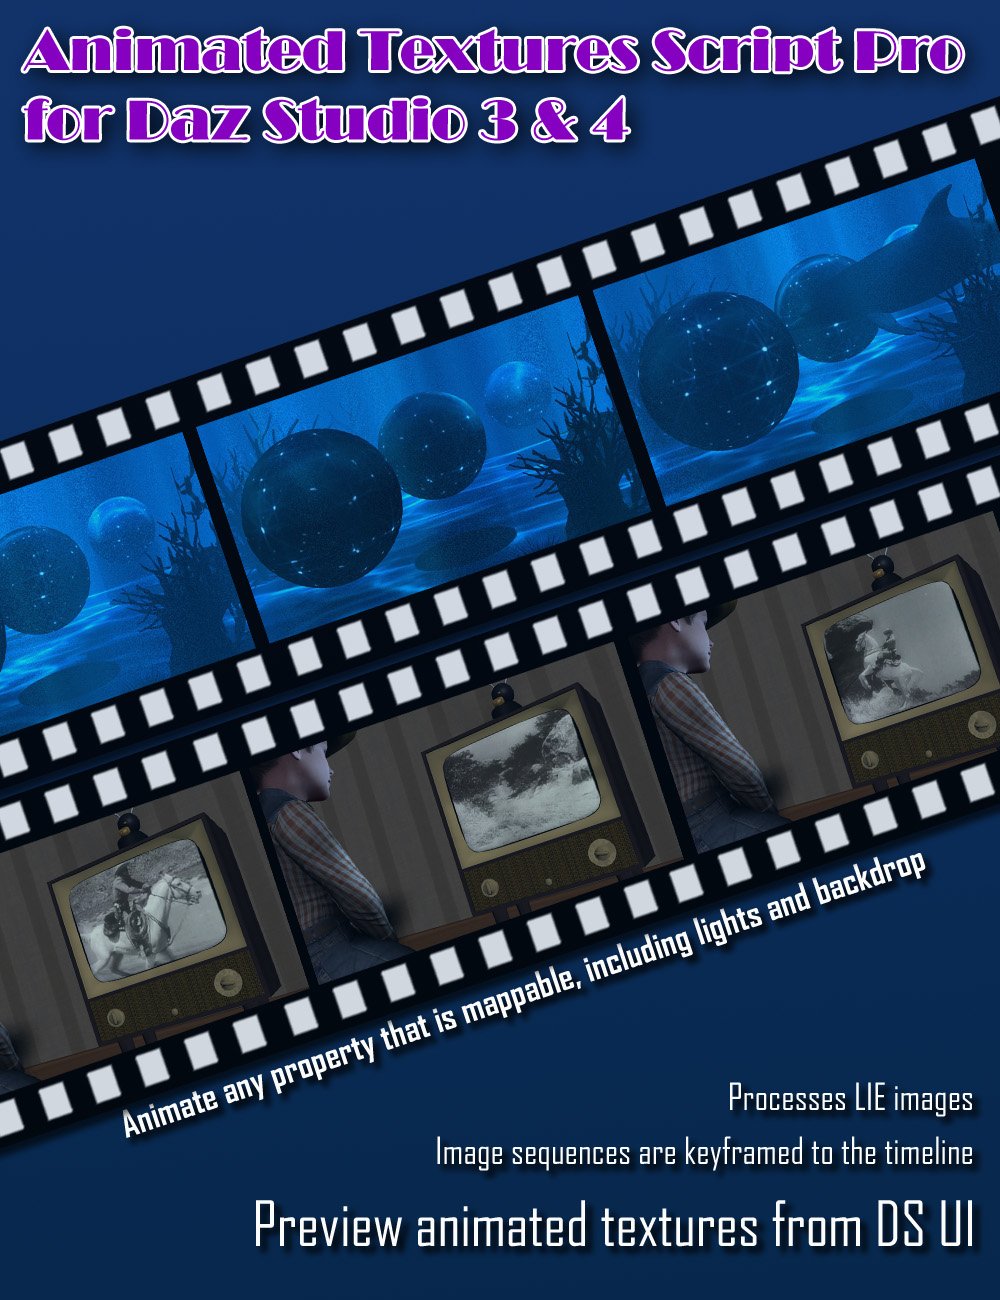 Animated Textures Script Pro
for Daz Studio 3 & 4
Animate any property that is mappable, including lights and backdrop
Processes LIE images
Image sequences are keyframed to the timeline
Preview animated textures from DS UI